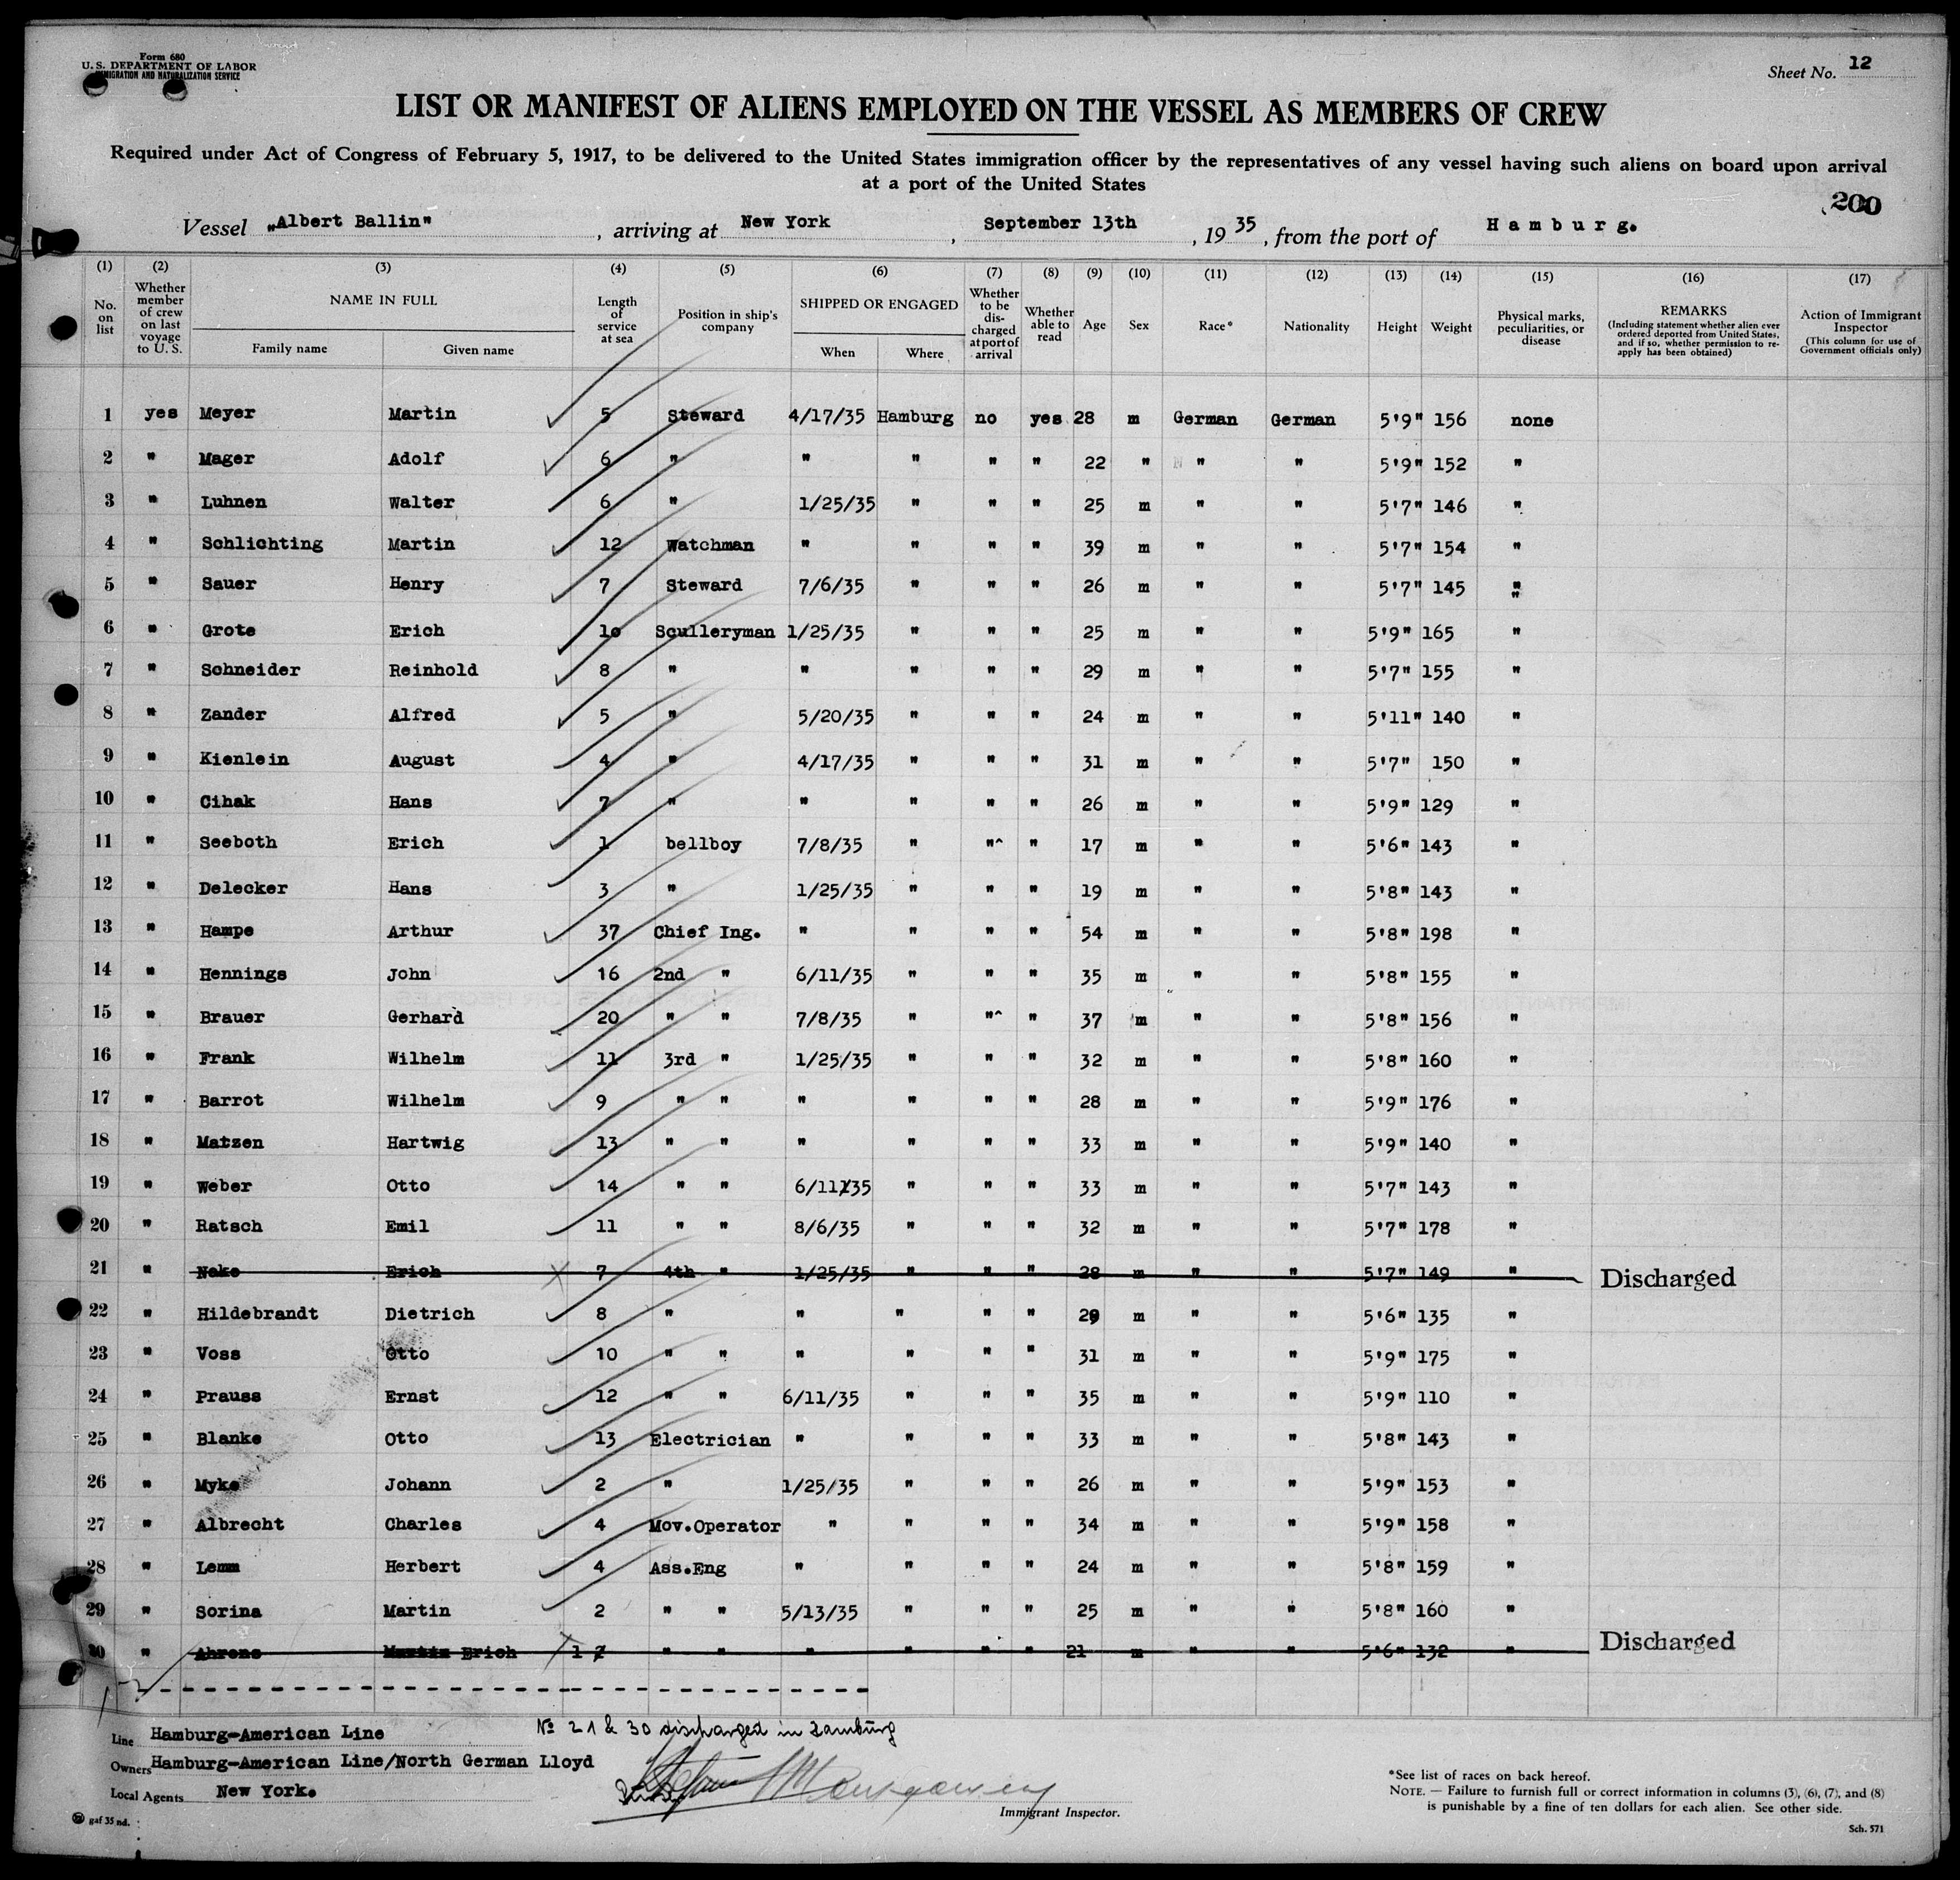 Form 680
U. S. DEPARTMENT OF LABOR
IMMIGRATION AND NATURALIZATION SERVICE
Sheet No. 12
LIST OR MANIFEST OF ALIENS EMPLOYED ON THE VESSEL AS MEMBERS OF CREW
Required under Act of Congress of February 5, 1917, to be delivered to the United States immigration officer by the representatives of any vessel having such aliens on board upon arrival
at a port of the United States
200
Vessel „Albert Ballin", arriving at New York, September 13th, 19 35, from the port of Hamburg.
(1) (2) (3) (4) (5) (6) (7) (8) (9) (10) (11) (12) (13) (14) (15) (16) (17)
No. on list
Whether member of crew on last voyage to U. S.
NAME IN FULL
Family name Given name
Length of service at sea
Position in ship's company
SHIPPED OR ENGAGED
When Where
Whether to be discharged at port of arrival
Whether able to read
Age
Sex
Race*
Nationality
Height
Weight
Physical marks, peculiarities, or disease
REMARKS
(Including statement whether alien ever ordered deported from United States, and if so, whether permission to reapply has been obtained)
Action of Immigrant Inspector
(This column for use of Government officials only)
1 yes Meyer Martin 5 Steward 4/17/35 Hamburg no yes 28 m German German 5'9" 156 none
2 " Mager Adolf 6 " " " " " 22 " " " 5'9" 152 "
3 " Luhnen Walter 6 " 1/25/35 " " " 25 m " " 5'7" 146 "
4 " Schlichting Martin 12 Watchman " " " " 39 m " " 5'7" 154 "
5 " Sauer Henry 7 Steward 7/6/35 " " " 26 m " " 5'7" 145 "
6 " Grote Erich 10 Sculleryman 1/25/35 " " " 25 m " " 5'9" 165 "
7 " Schneider Reinhold 8 " " " " " 29 m " " 5'7" 155 "
8 " Zander Alfred 5 " 5/20/35 " " " 24 m " " 5'11" 140 "
9 " Kienlein August 4 " 4/17/35 " " " 31 m " " 5'7" 150 "
10 " Cihak Hans 7 " " " " " 26 m " " 5'9" 129 "
11 " Seeboth Erich 1 bellboy 7/8/35 " "^ " 17 m " " 5'6" 143 "
12 " Delecker Hans 3 " 1/25/35 " " " 19 m " " 5'8" 143 "
13 " Hampe Arthur 37 Chief Ing. " " " " 54 m " " 5'8" 198 "
14 " Hennings John 16 2nd " 6/11/35 " " " 35 m " " 5'8" 155 "
15 " Brauer Gerhard 20 " " 7/8/35 " "^ " 37 m " " 5'8" 156 "
16 " Frank Wilhelm 11 3rd " 1/25/35 " " " 32 m " " 5'8" 160 "
17 " Barrot Wilhelm 9 " " " " " " 28 m " " 5'9" 176 "
18 " Matzen Hartwig 13 " " " " " " 33 m " " 5'9" 140 "
19 " Weber Otto 14 " " 6/11/35 " " " 33 m " " 5'7" 143 "
20 " Ratsch Emil 11 " " 8/6/35 " " " 32 m " " 5'7" 178 "
21 " Nake Erich 7 4th " 1/25/35 " " " 28 m " " 5'7" 149 " Discharged
22 " Hildebrandt Dietrich 8 " " " " " 29 m " " 5'6" 135 "
23 " Voss Otto 10 " " " " " " 31 m " " 5'9" 175 "
24 " Prauss Ernst 12 " " 6/11/35 " " " 35 m " " 5'9" 110 "
25 " Blanke Otto 13 Electrician " " " " 33 m " " 5'8" 143 "
26 " Myke Johann 2 " 1/25/35 " " " 26 m " " 5'9" 153 "
27 " Albrecht Charles 4 Mov.Operator " " " " 34 m " " 5'9" 158 "
28 " Lemm Herbert 4 Ass.Eng " " " " 24 m " " 5'8" 159 "
29 " Sorina Martin 2 " " 5/13/35 " " " 25 m " " 5'8" 160 "
30 " Ahrens Martin Erich 1 2 " " " " " " 21 m " " 5'6" 132 " Discharged
Line Hamburg-American Line
No 21 & 30 discharged in Hamburg
Owners Hamburg-American Line/North German Lloyd
Local Agents New York.
Immigrant Inspector.
*See list of races on back hereof.
NOTE. — Failure to furnish full or correct information in columns (3), (6), (7), and (8)
is punishable by a fine of ten dollars for each alien. See other side.
gaf 35 nd.
Sch. 571